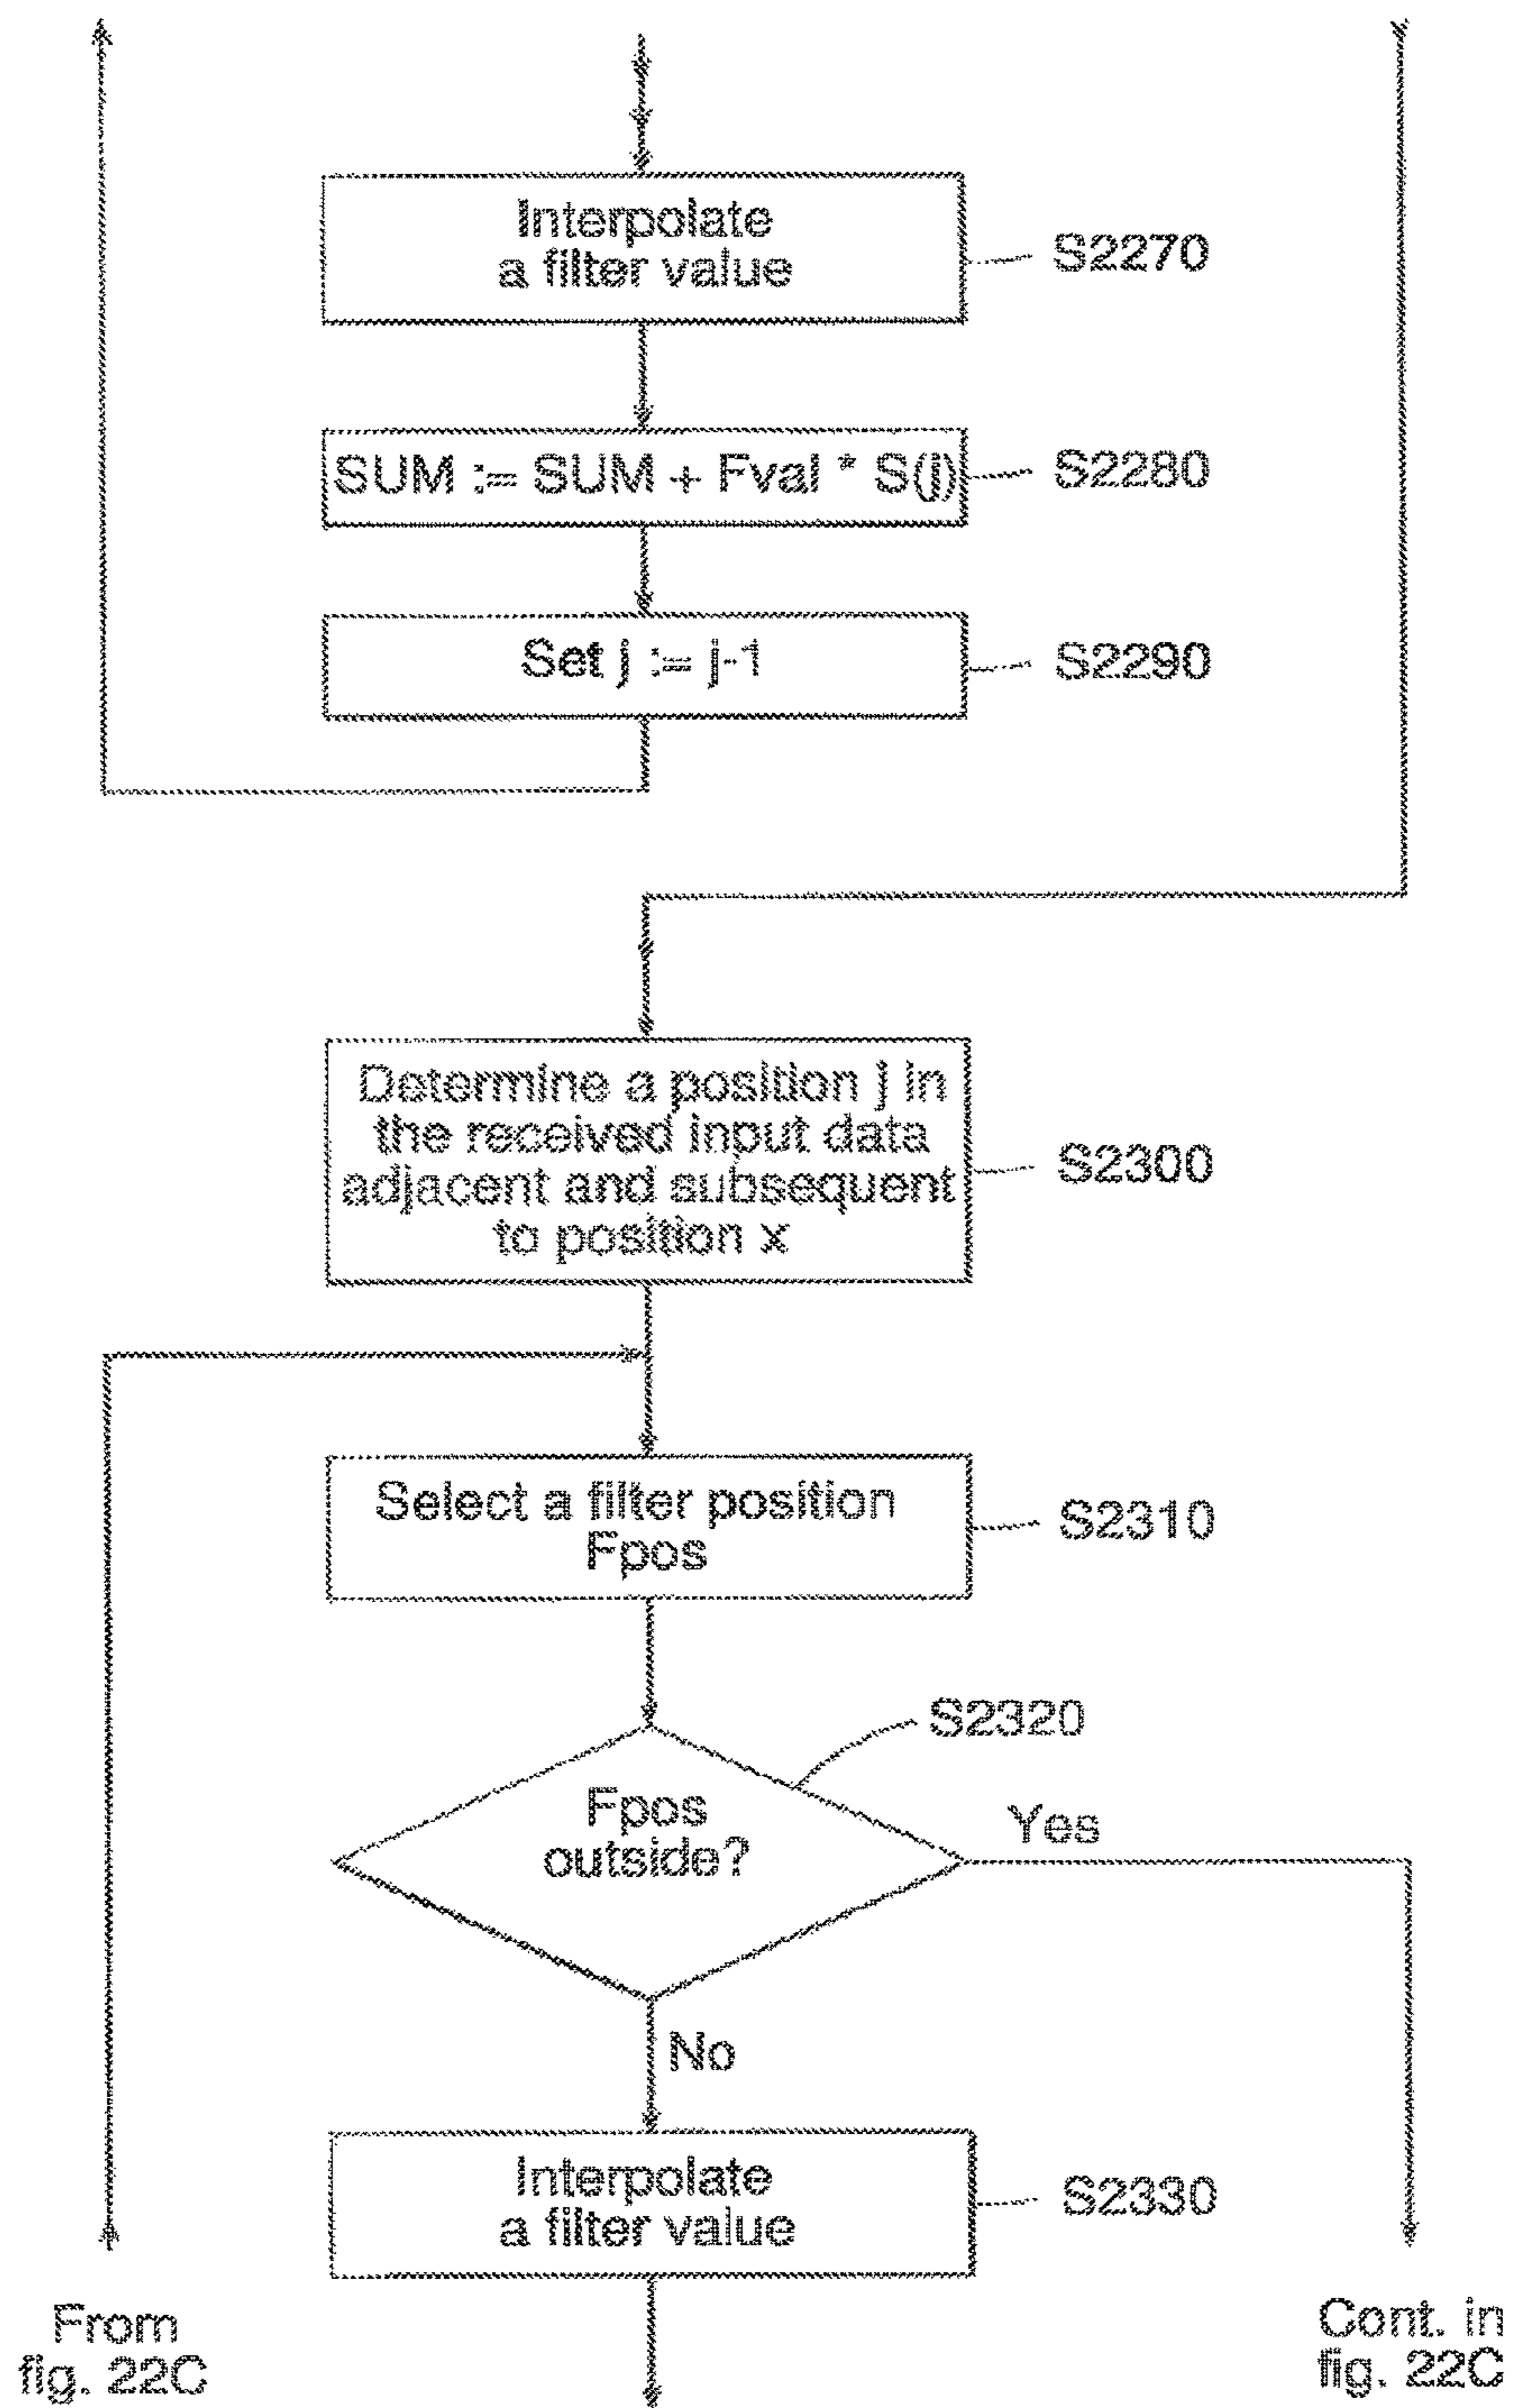 Interpolate
a filter value
S2270
SUM := SUM + Fval * S(j)
S2280
Set j := j-1
S2290
Determine a position j in
the received input data
adjacent and subsequent
to position x
S2300
Select a filter position
Fpos
S2310
S2320
Fpos
outside?
Yes
No
Interpolate
a filter value
S2330
From
fig. 22C
Cont. in
fig. 22C